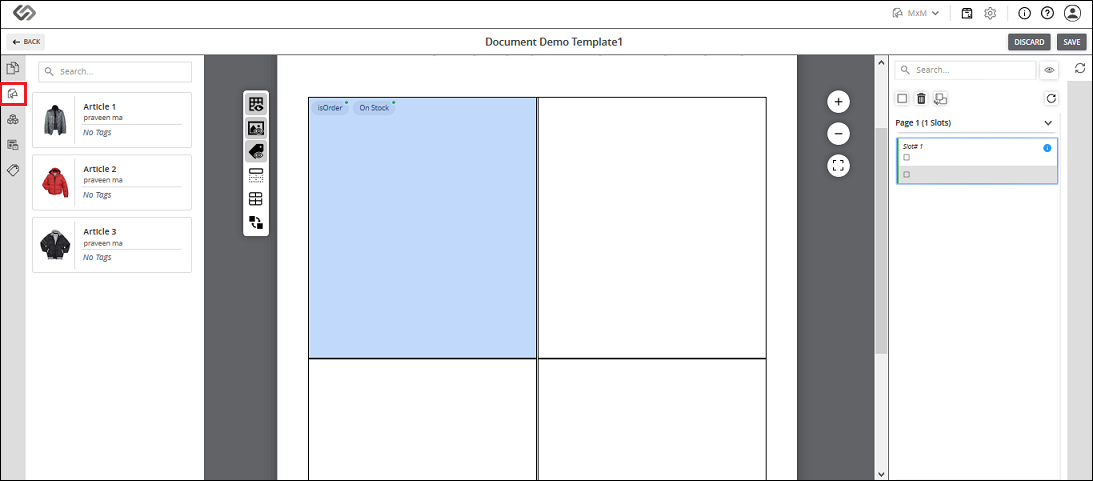 MxM
BACK
Document Demo Template1
DISCARD
SAVE
Search...
Article 1
praveen ma
No Tags
Article 2
praveen ma
No Tags
Article 3
praveen ma
No Tags
isOrder
On Stock
Search...
Page 1 (1 Slots)
Slot# 1